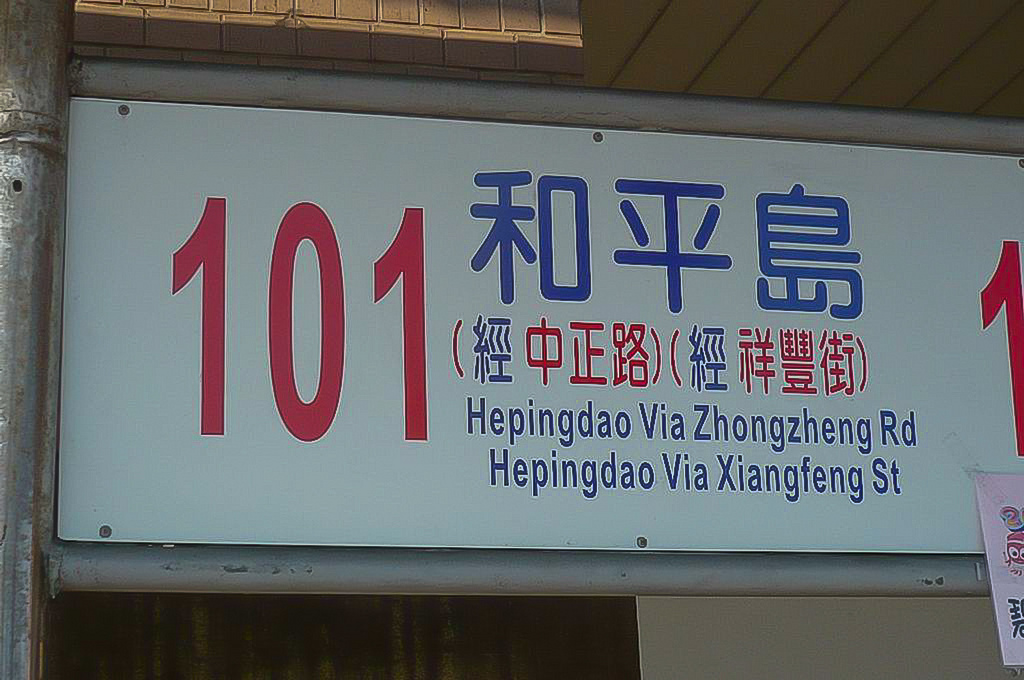 101
和平島
(經 中正路)(經 祥豐街)
Hepingdao Via Zhongzheng Rd
Hepingdao Via Xiangfeng St
1